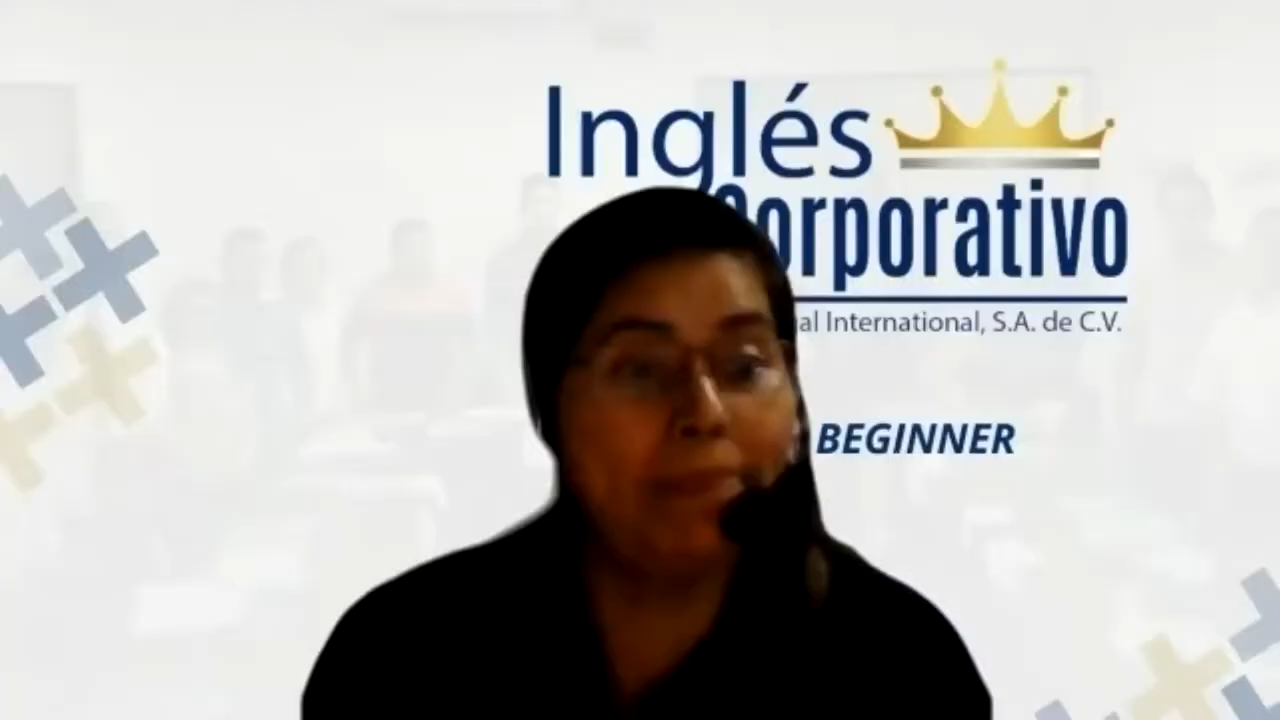 Inglés
orporativo
al International, S.A. de C.V.
BEGINNER